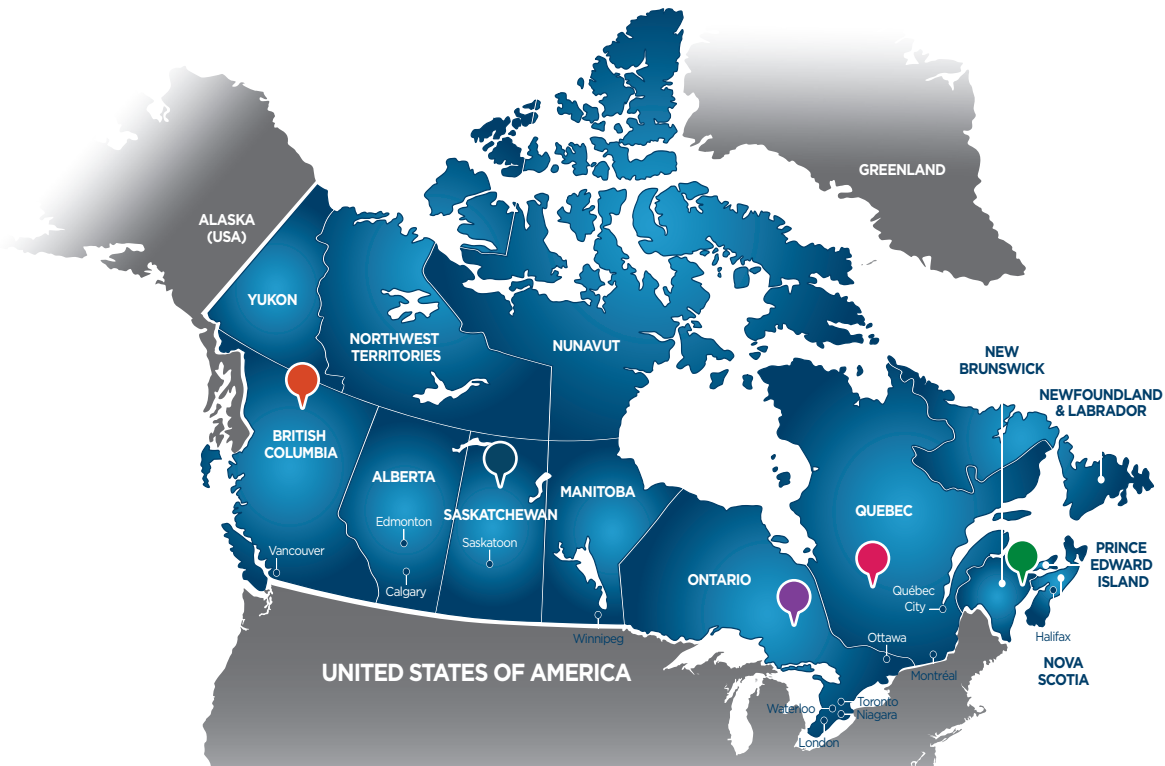 GREENLAND
ALASKA
(USA)
YUKON
NORTHWEST
TERRITORIES
NUNAVUT
NEW
BRUNSWICK
NEWFOUNDLAND
& LABRADOR
BRITISH
COLUMBIA
ALBERTA
SASKATCHEWAN
MANITOBA
QUEBEC
Edmonton
Saskatoon
Vancouver
Calgary
ONTARIO
PRINCE
EDWARD
ISLAND
Québec
City
Winnipeg
Ottawa
Halifax
UNITED STATES OF AMERICA
Montréal
NOVA
SCOTIA
Waterloo
Toronto
Niagara
London